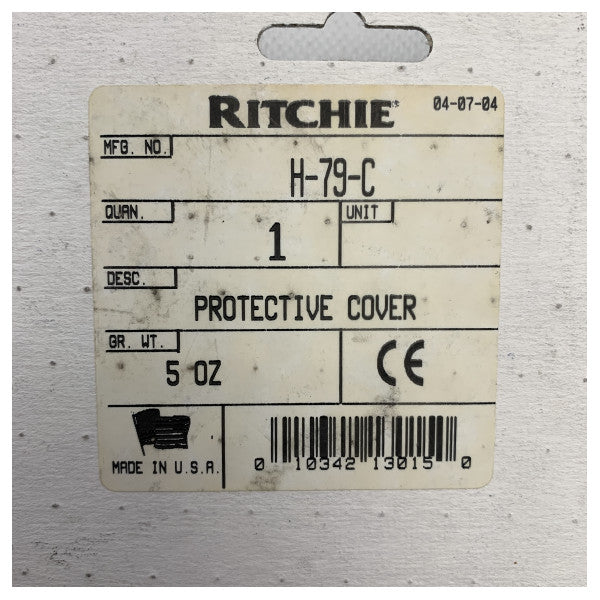 RITCHIE® 04-07-04
MFG. NO.
H-79-C
QUAN. UNIT
1
DESC.
PROTECTIVE COVER
GR. WT.
5 OZ CE
MADE IN U.S.A. 0 10342 13015 0